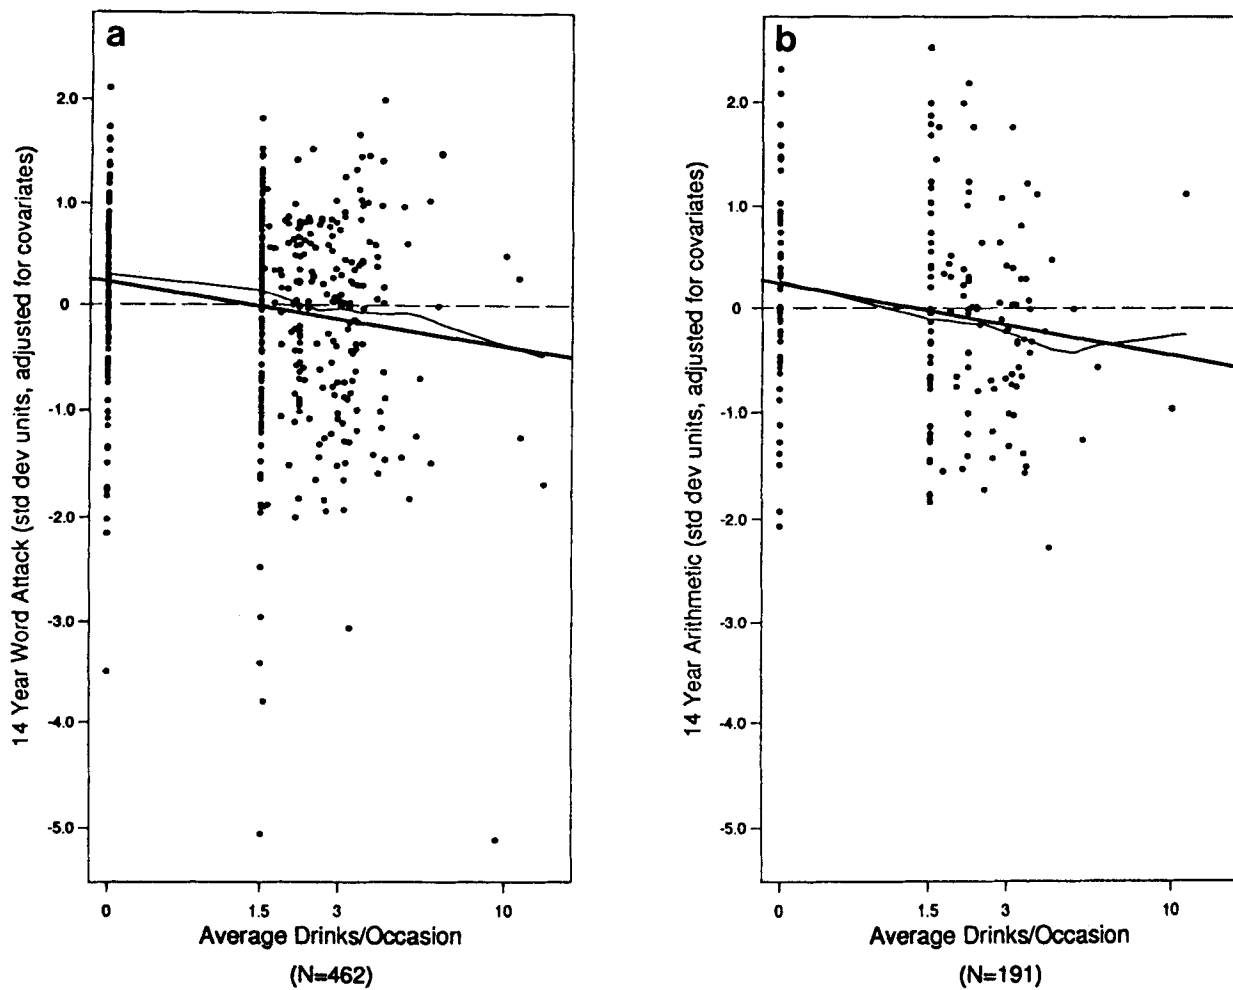 a
14 Year Word Attack (std dev units, adjusted for covariates)
2.0
1.0
0
-1.0
-2.0
-3.0
-4.0
-5.0
0 1.5 3 10
Average Drinks/Occasion
(N=462)
b
14 Year Arithmetic (std dev units, adjusted for covariates)
2.0
1.0
0
-1.0
-2.0
-3.0
-4.0
-5.0
0 1.5 3 10
Average Drinks/Occasion
(N=191)